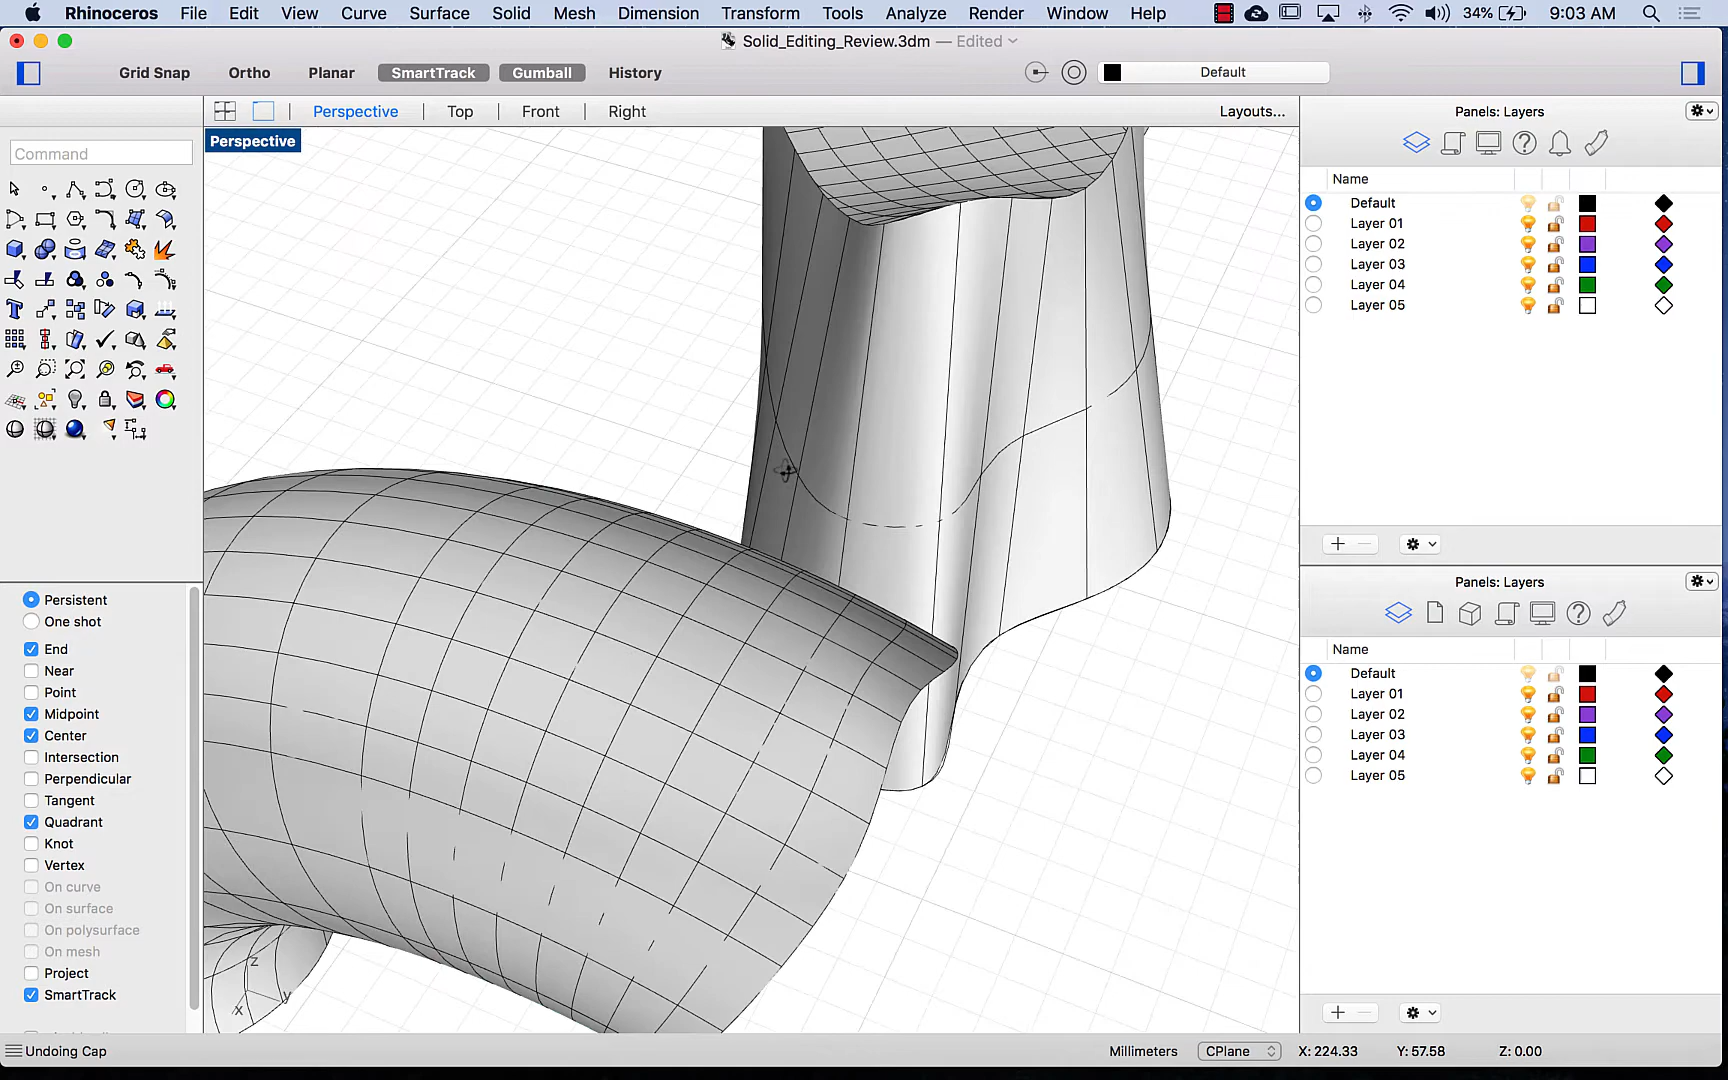 Rhinoceros File Edit View Curve Surface Solid Mesh Dimension Transform Tools Analyze Render Window Help 34% 9:03 AM
Solid_Editing_Review.3dm — Edited
Grid Snap Ortho Planar SmartTrack Gumball History Default
Perspective Top Front Right Layouts...
Perspective
Command
Persistent
One shot
End
Near
Point
Midpoint
Center
Intersection
Perpendicular
Tangent
Quadrant
Knot
Vertex
On curve
On surface
On polysurface
On mesh
Project
SmartTrack
z
y
x
Panels: Layers
Name
Default
Layer 01
Layer 02
Layer 03
Layer 04
Layer 05
Panels: Layers
Name
Default
Layer 01
Layer 02
Layer 03
Layer 04
Layer 05
Undoing Cap Millimeters CPlane X: 224.33 Y: 57.58 Z: 0.00